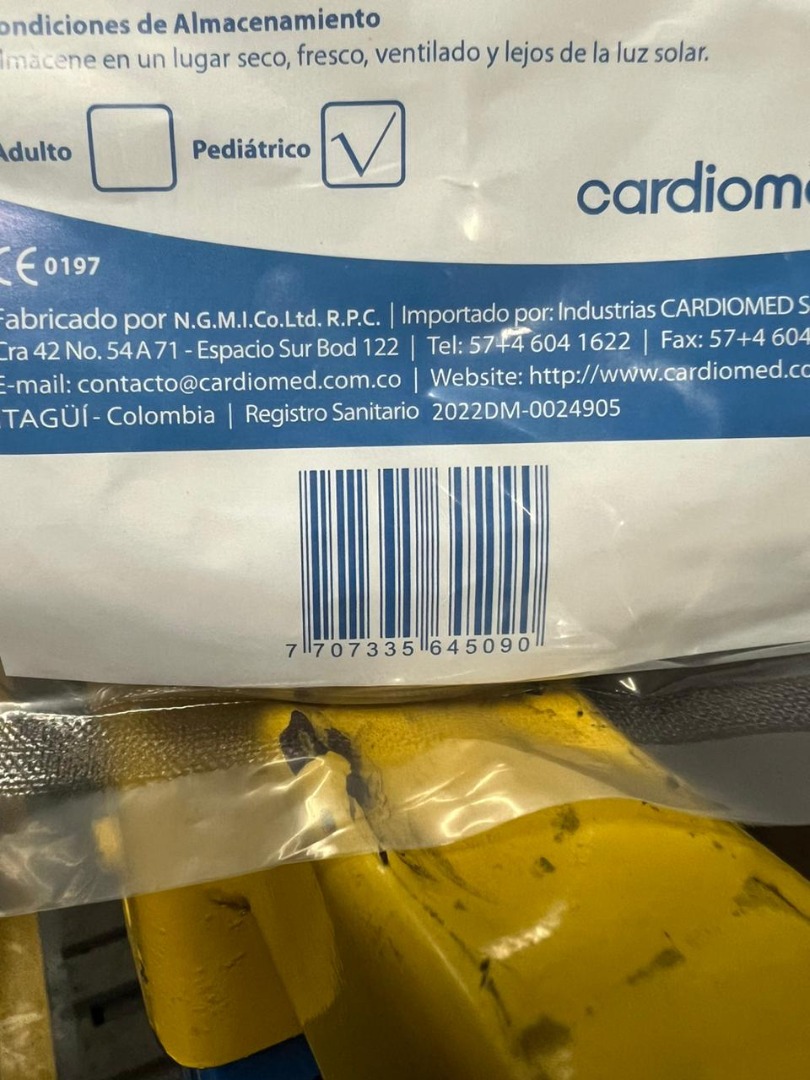 ondiciones de Almacenamiento
lmacene en un lugar seco, fresco, ventilado y lejos de la luz solar.
Adulto Pediátrico
cardiome
CE 0197
Fabricado por N.G.M.I.Co.Ltd. R.P.C. | Importado por: Industrias CARDIOMED S
Cra 42 No. 54 A 71 - Espacio Sur Bod 122 | Tel: 57+4 604 1622 | Fax: 57+4 604
E-mail: contacto@cardiomed.com.co | Website: http://www.cardiomed.co
ITAGÜÍ - Colombia | Registro Sanitario 2022DM-0024905
7 707335 645090